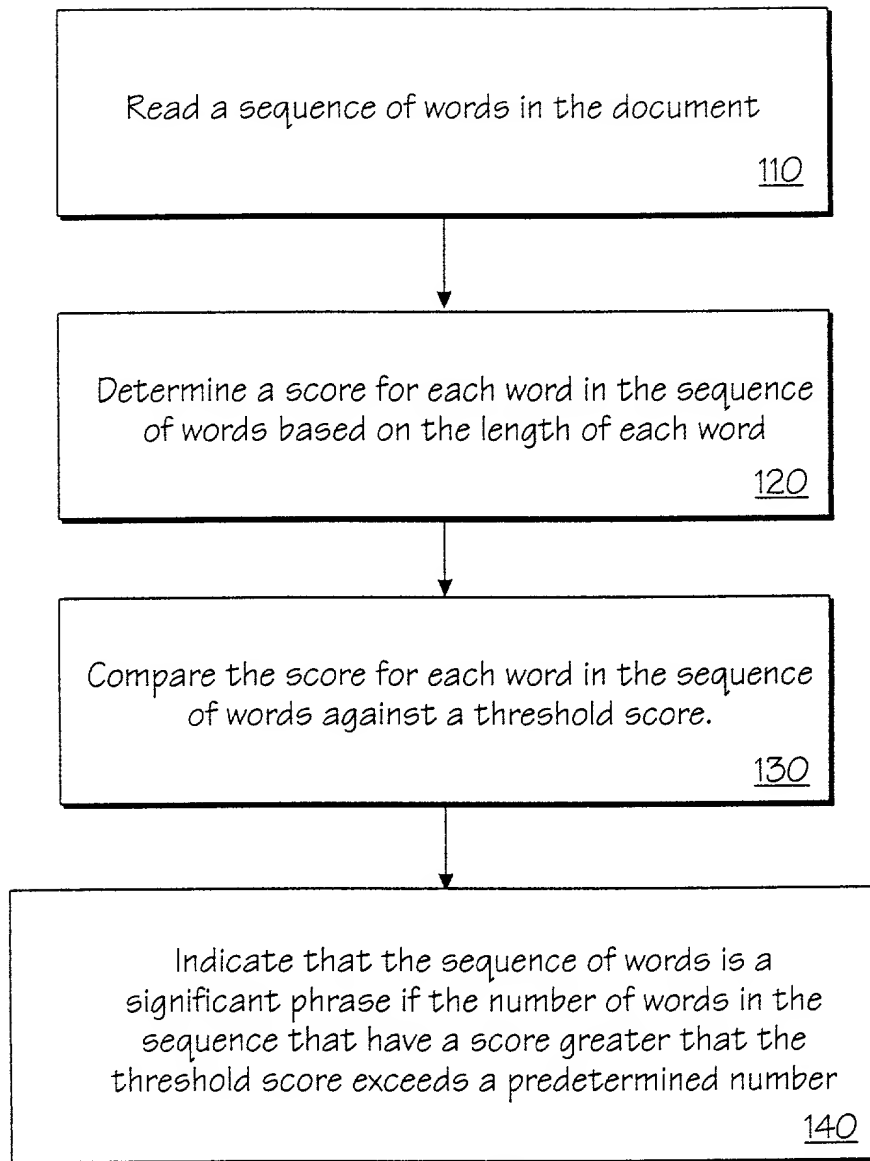 Read a sequence of words in the document
110
Determine a score for each word in the sequence
of words based on the length of each word
120
Compare the score for each word in the sequence
of words against a threshold score.
130
Indicate that the sequence of words is a
significant phrase if the number of words in the
sequence that have a score greater that the
threshold score exceeds a predetermined number
140